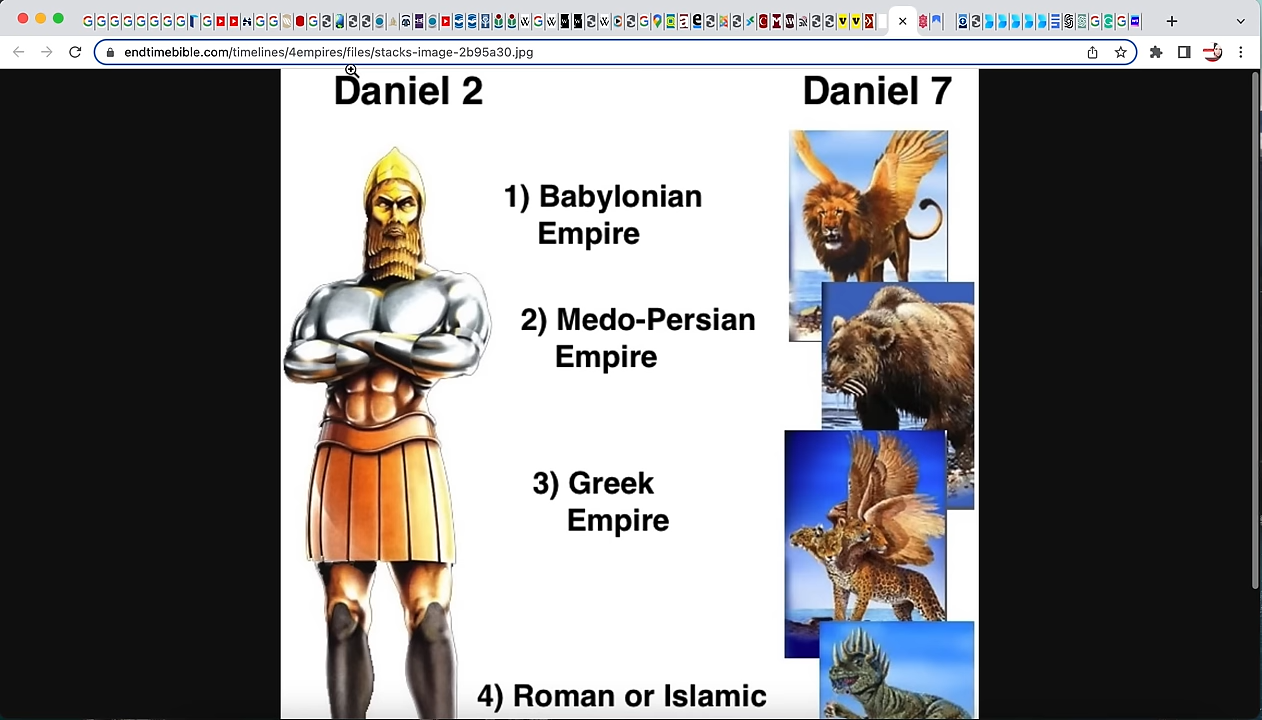 endtimebible.com/timelines/4empires/files/stacks-image-2b95a30.jpg
Daniel 2
Daniel 7
1) Babylonian
Empire
2) Medo-Persian
Empire
3) Greek
Empire
4) Roman or Islamic